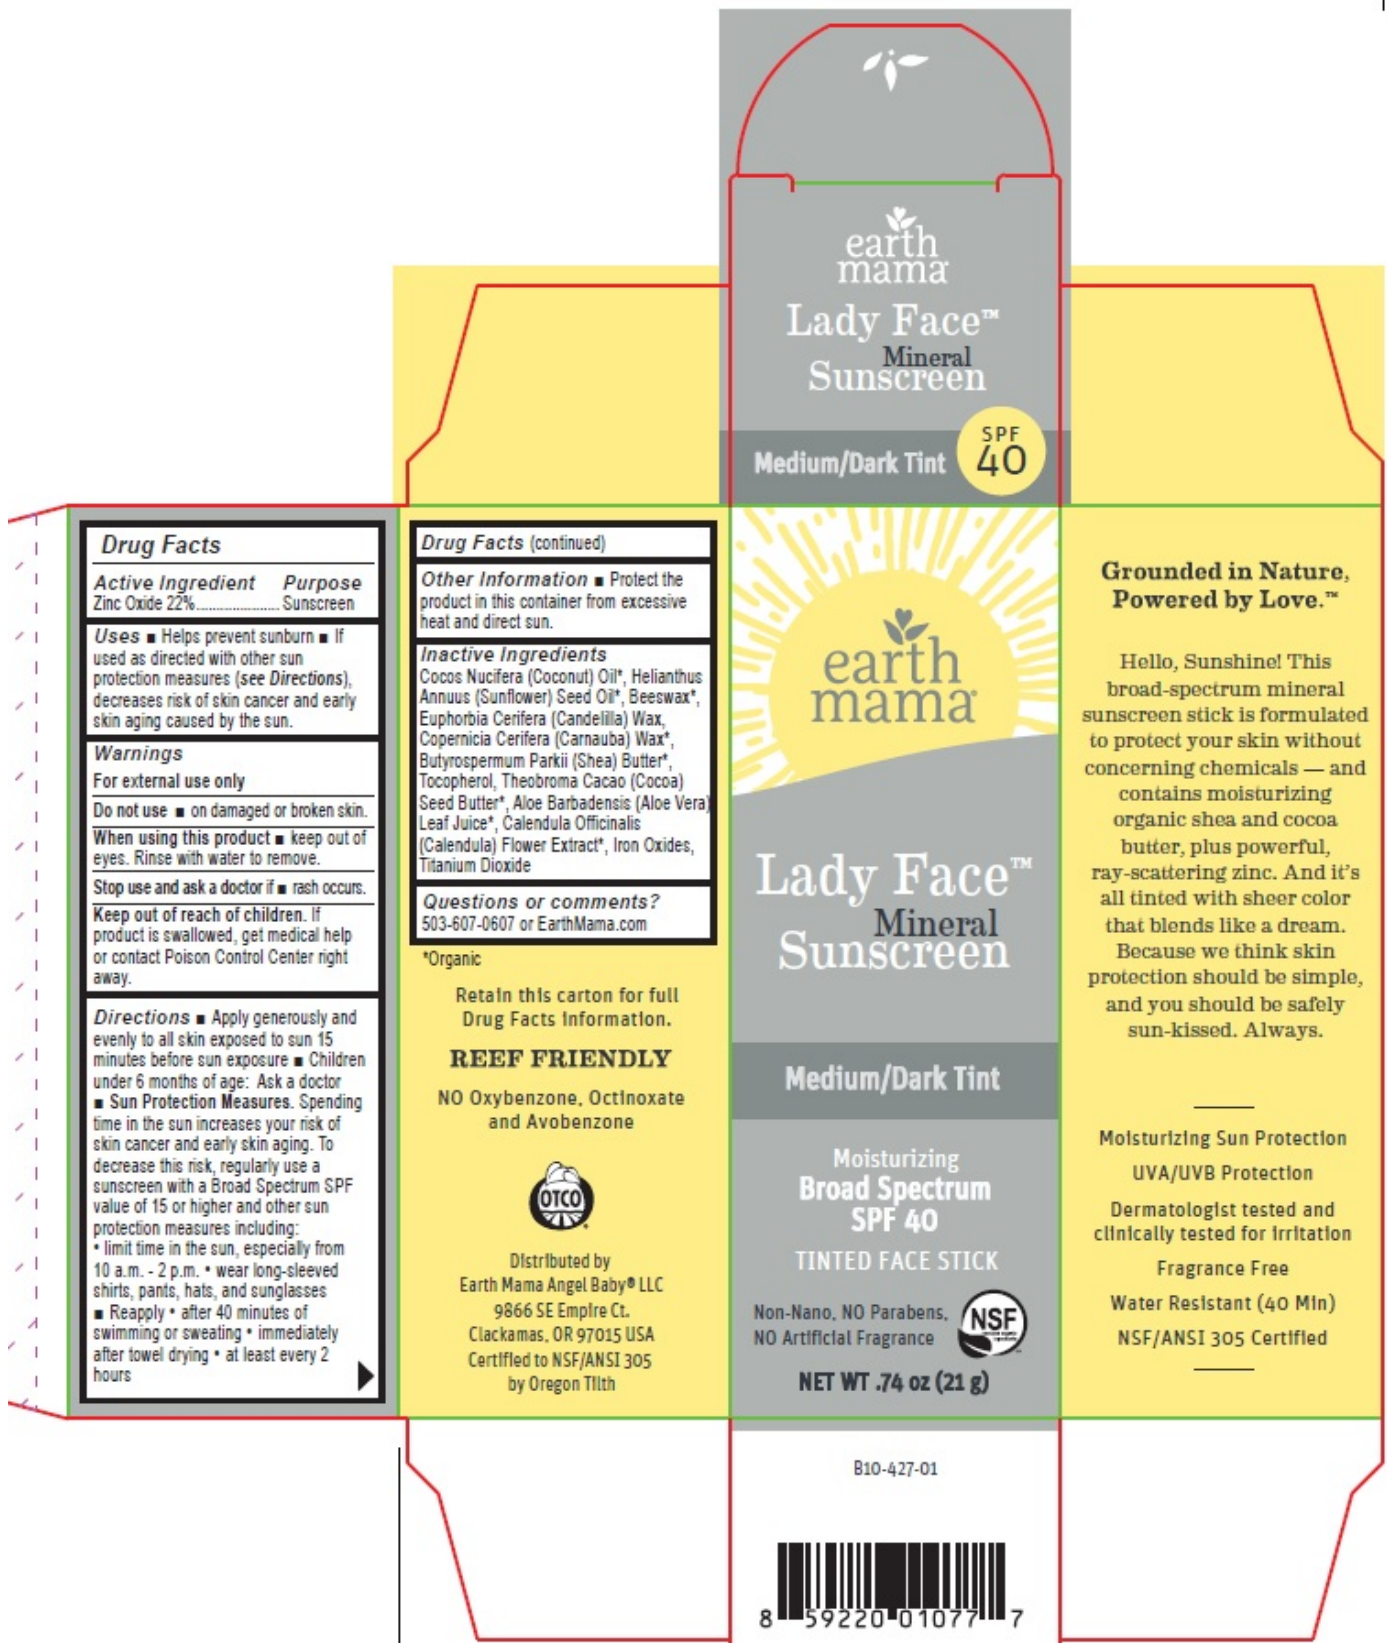 earth
mama
Lady Face™
Mineral
Sunscreen
Medium/Dark Tint
SPF
40
Drug Facts
Active Ingredient Purpose
Zinc Oxide 22%........................ Sunscreen
Uses ■ Helps prevent sunburn ■ If
used as directed with other sun
protection measures (see Directions),
decreases risk of skin cancer and early
skin aging caused by the sun.
Warnings
For external use only
Do not use ■ on damaged or broken skin.
When using this product ■ keep out of
eyes. Rinse with water to remove.
Stop use and ask a doctor if ■ rash occurs.
Keep out of reach of children. If
product is swallowed, get medical help
or contact Poison Control Center right
away.
Directions ■ Apply generously and
evenly to all skin exposed to sun 15
minutes before sun exposure ■ Children
under 6 months of age: Ask a doctor
■ Sun Protection Measures. Spending
time in the sun increases your risk of
skin cancer and early skin aging. To
decrease this risk, regularly use a
sunscreen with a Broad Spectrum SPF
value of 15 or higher and other sun
protection measures including:
• limit time in the sun, especially from
10 a.m. - 2 p.m. • wear long-sleeved
shirts, pants, hats, and sunglasses
■ Reapply • after 40 minutes of
swimming or sweating • immediately
after towel drying • at least every 2
hours
Drug Facts (continued)
Other Information ■ Protect the
product in this container from excessive
heat and direct sun.
Inactive Ingredients
Cocos Nucifera (Coconut) Oil*, Helianthus
Annuus (Sunflower) Seed Oil*, Beeswax*,
Euphorbia Cerifera (Candelilla) Wax,
Copernicia Cerifera (Carnauba) Wax*,
Butyrospermum Parkii (Shea) Butter*,
Tocopherol, Theobroma Cacao (Cocoa)
Seed Butter*, Aloe Barbadensis (Aloe Vera)
Leaf Juice*, Calendula Officinalis
(Calendula) Flower Extract*, Iron Oxides,
Titanium Dioxide
Questions or comments?
503-607-0607 or EarthMama.com
*Organic
Retain this carton for full
Drug Facts information.
REEF FRIENDLY
NO Oxybenzone, Octinoxate
and Avobenzone
OTCO
Distributed by
Earth Mama Angel Baby® LLC
9866 SE Empire Ct.
Clackamas, OR 97015 USA
Certified to NSF/ANSI 305
by Oregon Tilth
earth
mama
Lady Face™
Mineral
Sunscreen
Medium/Dark Tint
Moisturizing
Broad Spectrum
SPF 40
TINTED FACE STICK
Non-Nano, NO Parabens,
NO Artificial Fragrance
NSF
NET WT .74 oz (21 g)
Grounded in Nature,
Powered by Love.™
Hello, Sunshine! This
broad-spectrum mineral
sunscreen stick is formulated
to protect your skin without
concerning chemicals — and
contains moisturizing
organic shea and cocoa
butter, plus powerful,
ray-scattering zinc. And it's
all tinted with sheer color
that blends like a dream.
Because we think skin
protection should be simple,
and you should be safely
sun-kissed. Always.
Moisturizing Sun Protection
UVA/UVB Protection
Dermatologist tested and
clinically tested for irritation
Fragrance Free
Water Resistant (40 Min)
NSF/ANSI 305 Certified
B10-427-01
8 59220 01077 7